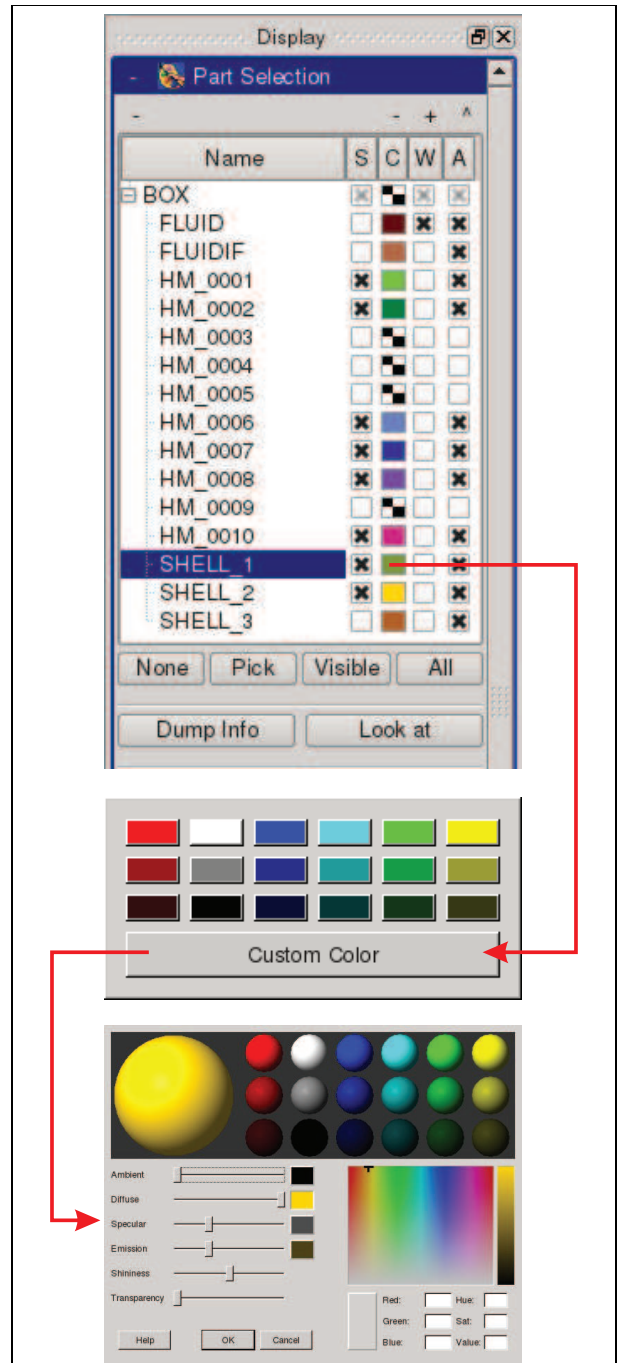 Display
- Part Selection
- - + ^
Name S C W A
BOX
FLUID
FLUIDIF
HM_0001
HM_0002
HM_0003
HM_0004
HM_0005
HM_0006
HM_0007
HM_0008
HM_0009
HM_0010
SHELL_1
SHELL_2
SHELL_3
None Pick Visible All
Dump Info Look at
Custom Color
Ambient
Diffuse
Specular
Emission
Shininess
Transparency
Red: Hue:
Green: Sat:
Blue: Value:
Help OK Cancel